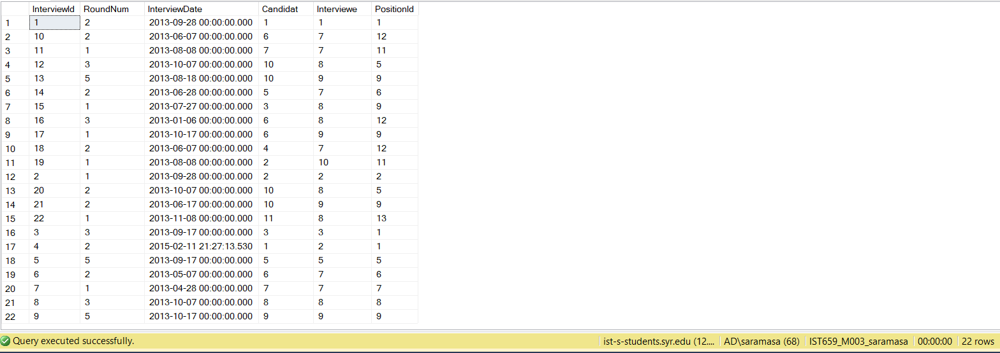 InterviewId RoundNum InterviewDate Candidat Interviewe PositionId
1 1 2 2013-09-28 00:00:00.000 1 1 1
2 10 2 2013-06-07 00:00:00.000 6 7 12
3 11 1 2013-08-08 00:00:00.000 7 7 11
4 12 3 2013-10-07 00:00:00.000 10 8 5
5 13 5 2013-08-18 00:00:00.000 10 9 9
6 14 2 2013-06-28 00:00:00.000 5 7 6
7 15 1 2013-07-27 00:00:00.000 3 8 9
8 16 3 2013-01-06 00:00:00.000 6 8 12
9 17 1 2013-10-17 00:00:00.000 6 9 9
10 18 2 2013-06-07 00:00:00.000 4 7 12
11 19 1 2013-08-08 00:00:00.000 2 10 11
12 2 1 2013-09-28 00:00:00.000 2 2 2
13 20 2 2013-10-07 00:00:00.000 10 8 5
14 21 2 2013-06-17 00:00:00.000 10 9 9
15 22 1 2013-11-08 00:00:00.000 11 8 13
16 3 3 2013-09-17 00:00:00.000 3 3 1
17 4 2 2015-02-11 21:27:13.530 1 2 1
18 5 5 2013-09-17 00:00:00.000 5 5 5
19 6 2 2013-05-07 00:00:00.000 6 7 6
20 7 1 2013-04-28 00:00:00.000 7 7 7
21 8 3 2013-10-07 00:00:00.000 8 8 8
22 9 5 2013-10-17 00:00:00.000 9 9 9
Query executed successfully. ist-s-students.syr.edu (12.... AD\saramasa (68) IST659_M003_saramasa 00:00:00 22 rows